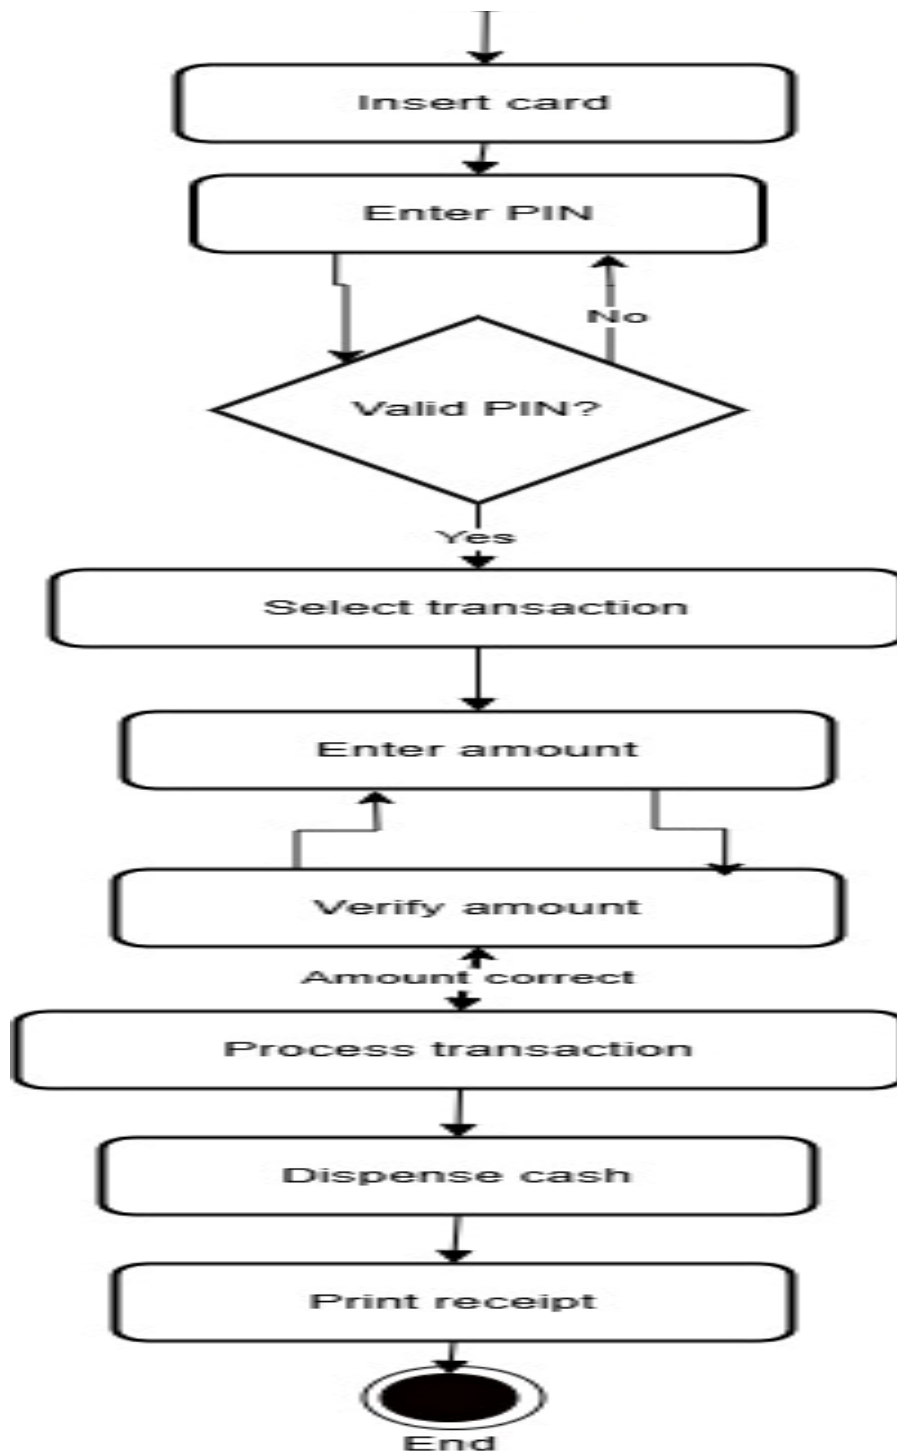 Insert card
Enter PIN
No
Valid PIN?
Yes
Select transaction
Enter amount
Verify amount
Amount correct
Process transaction
Dispense cash
Print receipt
End